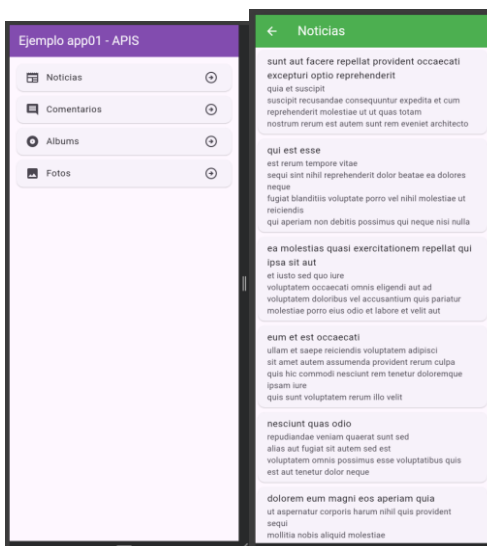 Ejemplo app01 - APIS
Noticias
Comentarios
Albums
Fotos
Noticias
sunt aut facere repellat provident occaecati
excepturi optio reprehenderit
quia et suscipit
suscipit recusandae consequuntur expedita et cum
reprehenderit molestiae ut ut quas totam
nostrum rerum est autem sunt rem eveniet architecto
qui est esse
est rerum tempore vitae
sequi sint nihil reprehenderit dolor beatae ea dolores
neque
fugiat blanditiis voluptate porro vel nihil molestiae ut
reiciendis
qui aperiam non debitis possimus qui neque nisi nulla
ea molestias quasi exercitationem repellat qui
ipsa sit aut
et iusto sed quo iure
voluptatem occaecati omnis eligendi aut ad
voluptatem doloribus vel accusantium quis pariatur
molestiae porro eius odio et labore et velit aut
eum et est occaecati
ullam et saepe reiciendis voluptatem adipisci
sit amet autem assumenda provident rerum culpa
quis hic commodi nesciunt rem tenetur doloremque
ipsam iure
quis sunt voluptatem rerum illo velit
nesciunt quas odio
repudiandae veniam quaerat sunt sed
alias aut fugiat sit autem sed est
voluptatem omnis possimus esse voluptatibus quis
est aut tenetur dolor neque
dolorem eum magni eos aperiam quia
ut aspernatur corporis harum nihil quis provident
sequi
mollitia nobis aliquid molestiae